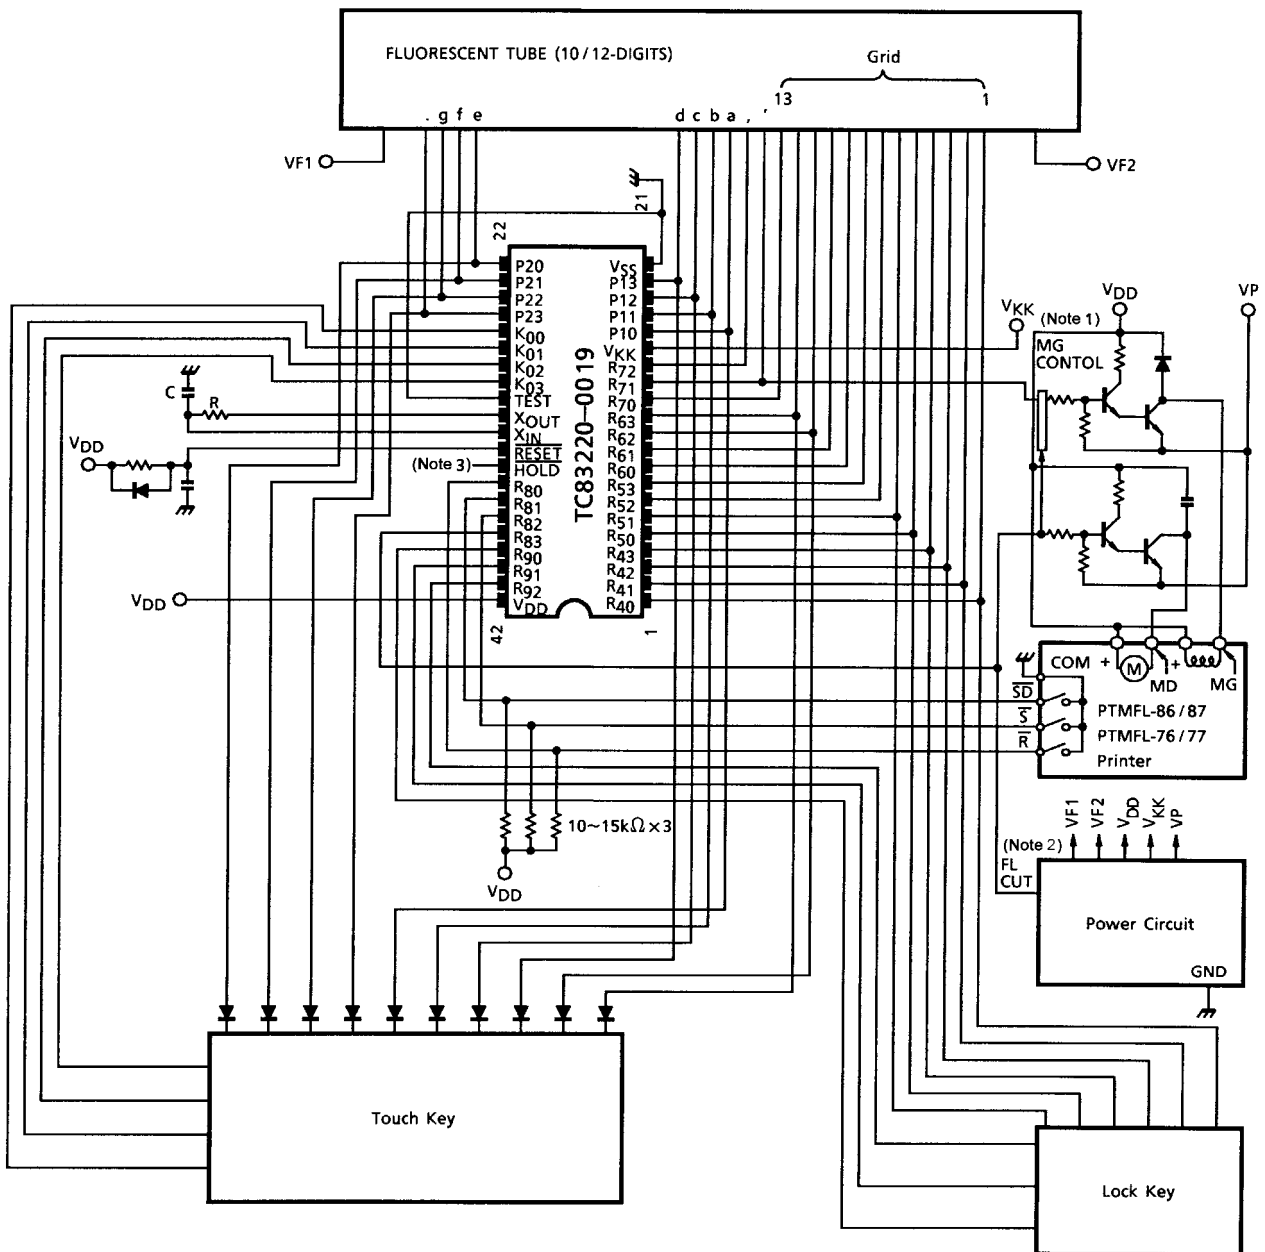 FLUORESCENT TUBE (10/12-DIGITS)
Grid
13 1
. g f e d c b a , '
VF1
VF2
21
22
P20
P21
P22
P23
K00
K01
K02
K03
TEST
XOUT
XIN
RESET
HOLD
R80
R81
R82
R83
R90
R91
R92
VDD
42
TC83220-0019
VSS
P13
P12
P11
P10
VKK
R72
R71
R70
R63
R62
R61
R60
R53
R52
R51
R50
R43
R42
R41
R40
1
C
R
VDD
(Note 3)
VDD
VKK
(Note 1)
VDD
VP
MG
CONTOL
COM + M + 
MD MG
SD
S
R
PTMFL-86/87
PTMFL-76/77
Printer
10~15kΩ×3
VDD
VF1
VF2
VDD
VKK
VP
(Note 2)
FL
CUT
Power Circuit
GND
Touch Key
Lock Key